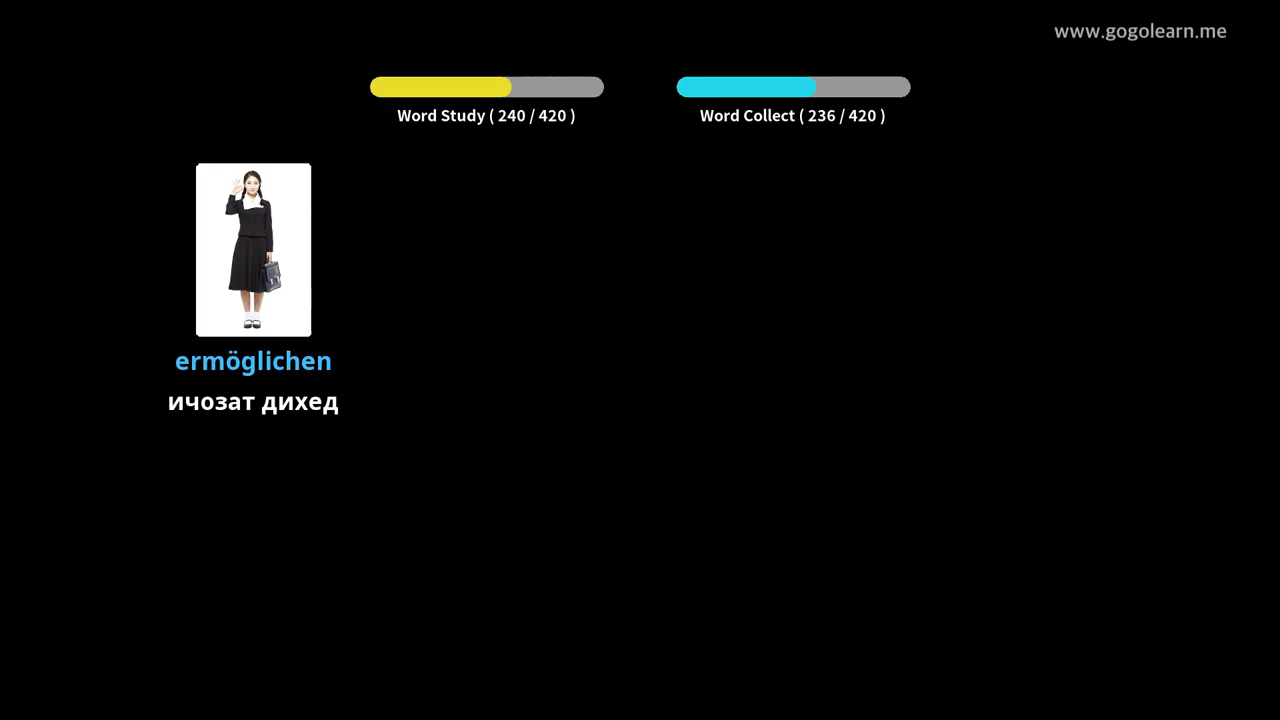 www.gogolearn.me
Word Study ( 240 / 420 )
Word Collect ( 236 / 420 )
ermöglichen
ичозат дихед